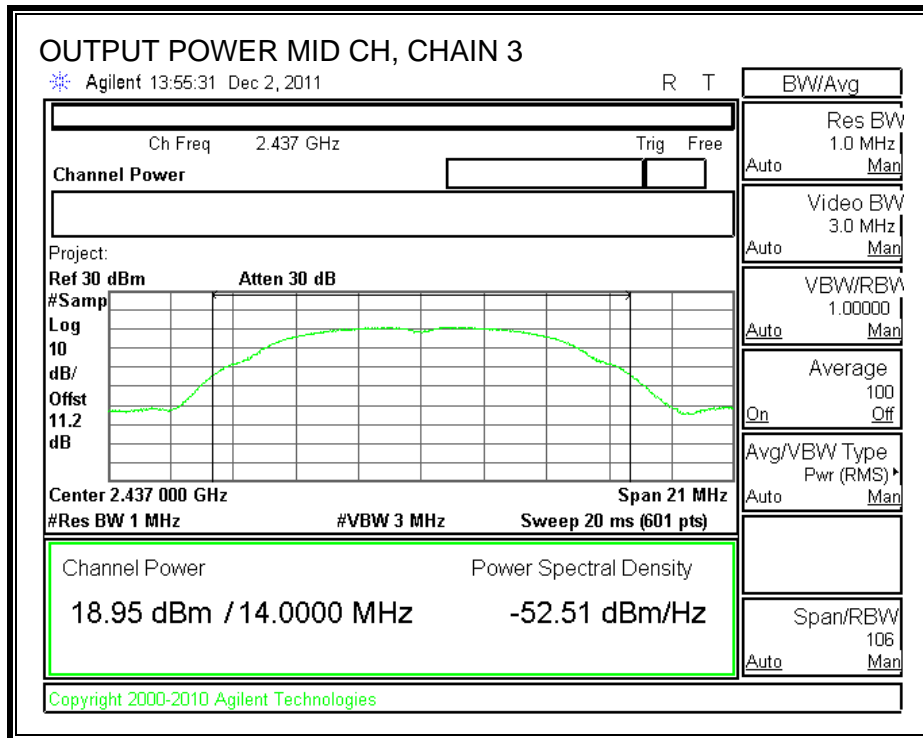 OUTPUT POWER MID CH, CHAIN 3
Agilent 13:55:31 Dec 2, 2011 R T
Ch Freq 2.437 GHz Trig Free
Channel Power
Project:
Ref 30 dBm Atten 30 dB
#Samp
Log
10
dB/
Offst
11.2
dB
Center 2.437 000 GHz Span 21 MHz
#Res BW 1 MHz #VBW 3 MHz Sweep 20 ms (601 pts)
Channel Power Power Spectral Density
18.95 dBm / 14.0000 MHz -52.51 dBm/Hz
Copyright 2000-2010 Agilent Technologies
BW/Avg
Res BW
1.0 MHz
Auto Man
Video BW
3.0 MHz
Auto Man
VBW/RBW
1.00000
Auto Man
Average
100
On Off
Avg/VBW Type
Pwr (RMS)
Auto Man
Span/RBW
106
Auto Man